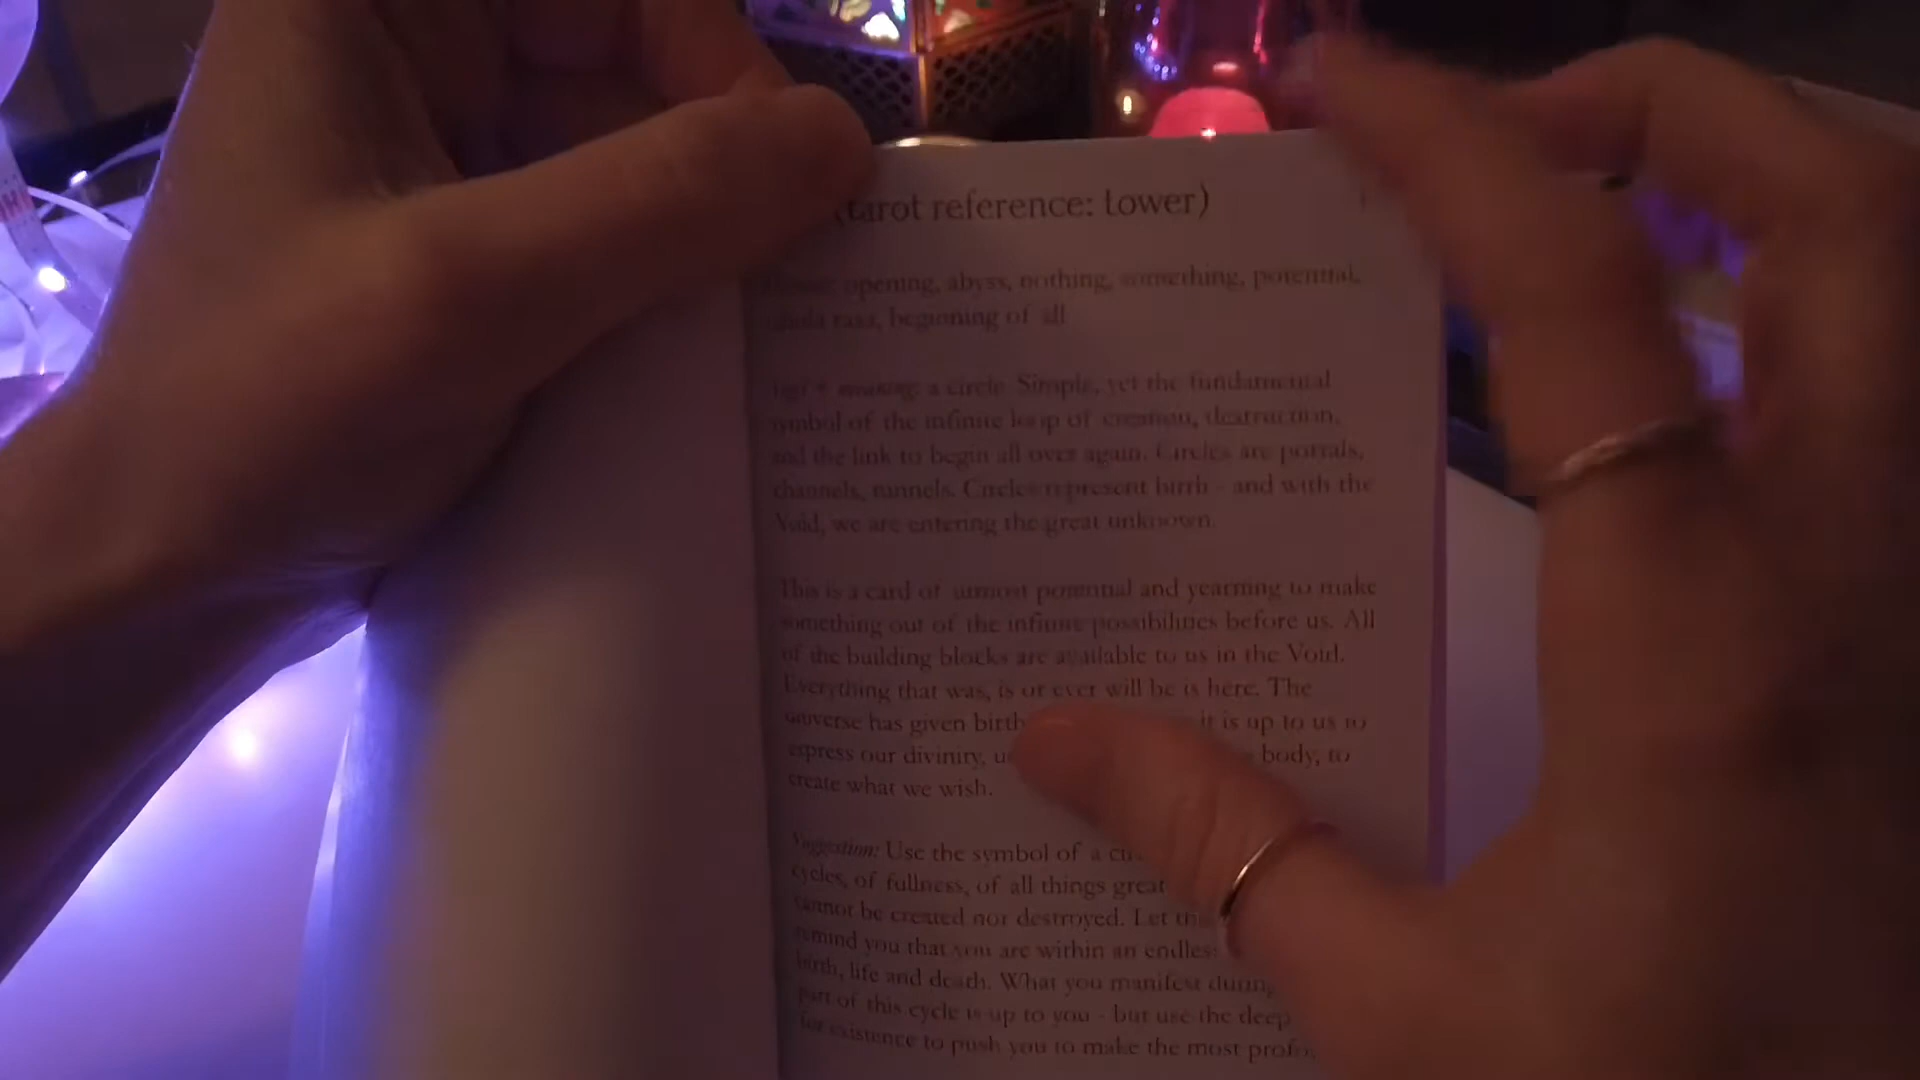 (tarot reference: tower)
opening, abyss, nothing, something, potential,
rasa, beginning of all
a circle. Simple, yet the fundamental
symbol of the infinite loop of creation, destruction,
and the link to begin all over again. Circles are portals,
channels, tunnels. Circles represent birth - and with the
Void, we are entering the great unknown.
This is a card of utmost potential and yearning to make
something out of the infinite possibilities before us. All
of the building blocks are available to us in the Void.
Everything that was, is or ever will be is here. The
universe has given birth it is up to us to
express our divinity, body, to
create what we wish.
Suggestion: Use the symbol of a
cycles, of fullness, of all things great
cannot be created nor destroyed. Let
remind you that you are within an endless
birth, life and death. What you manifest
part of this cycle is up to you - but use the deep
for existence to push you to make the most